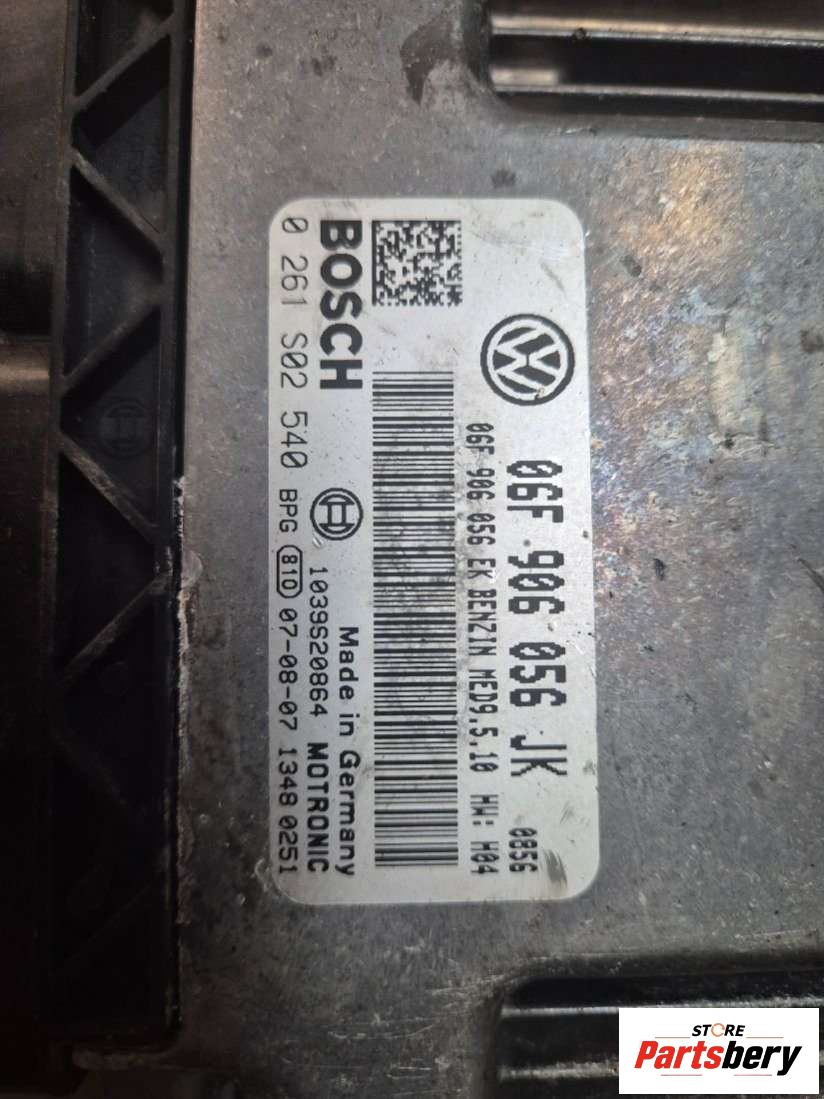 06F 906 056 JK 0856
06F 906 056 EK BENZIN MED9.5.10 HW: H04
BOSCH
Made in Germany
1039S20864 MOTRONIC
0 261 S02 540 BPG 810 07-08-07 1348 0251
STORE
Partsbery